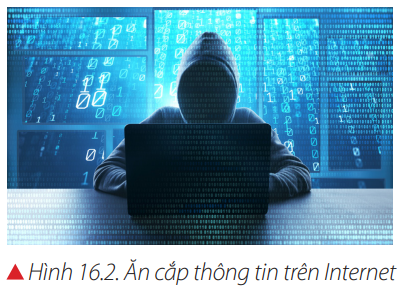 Hình 16.2. Ăn cắp thông tin trên Internet